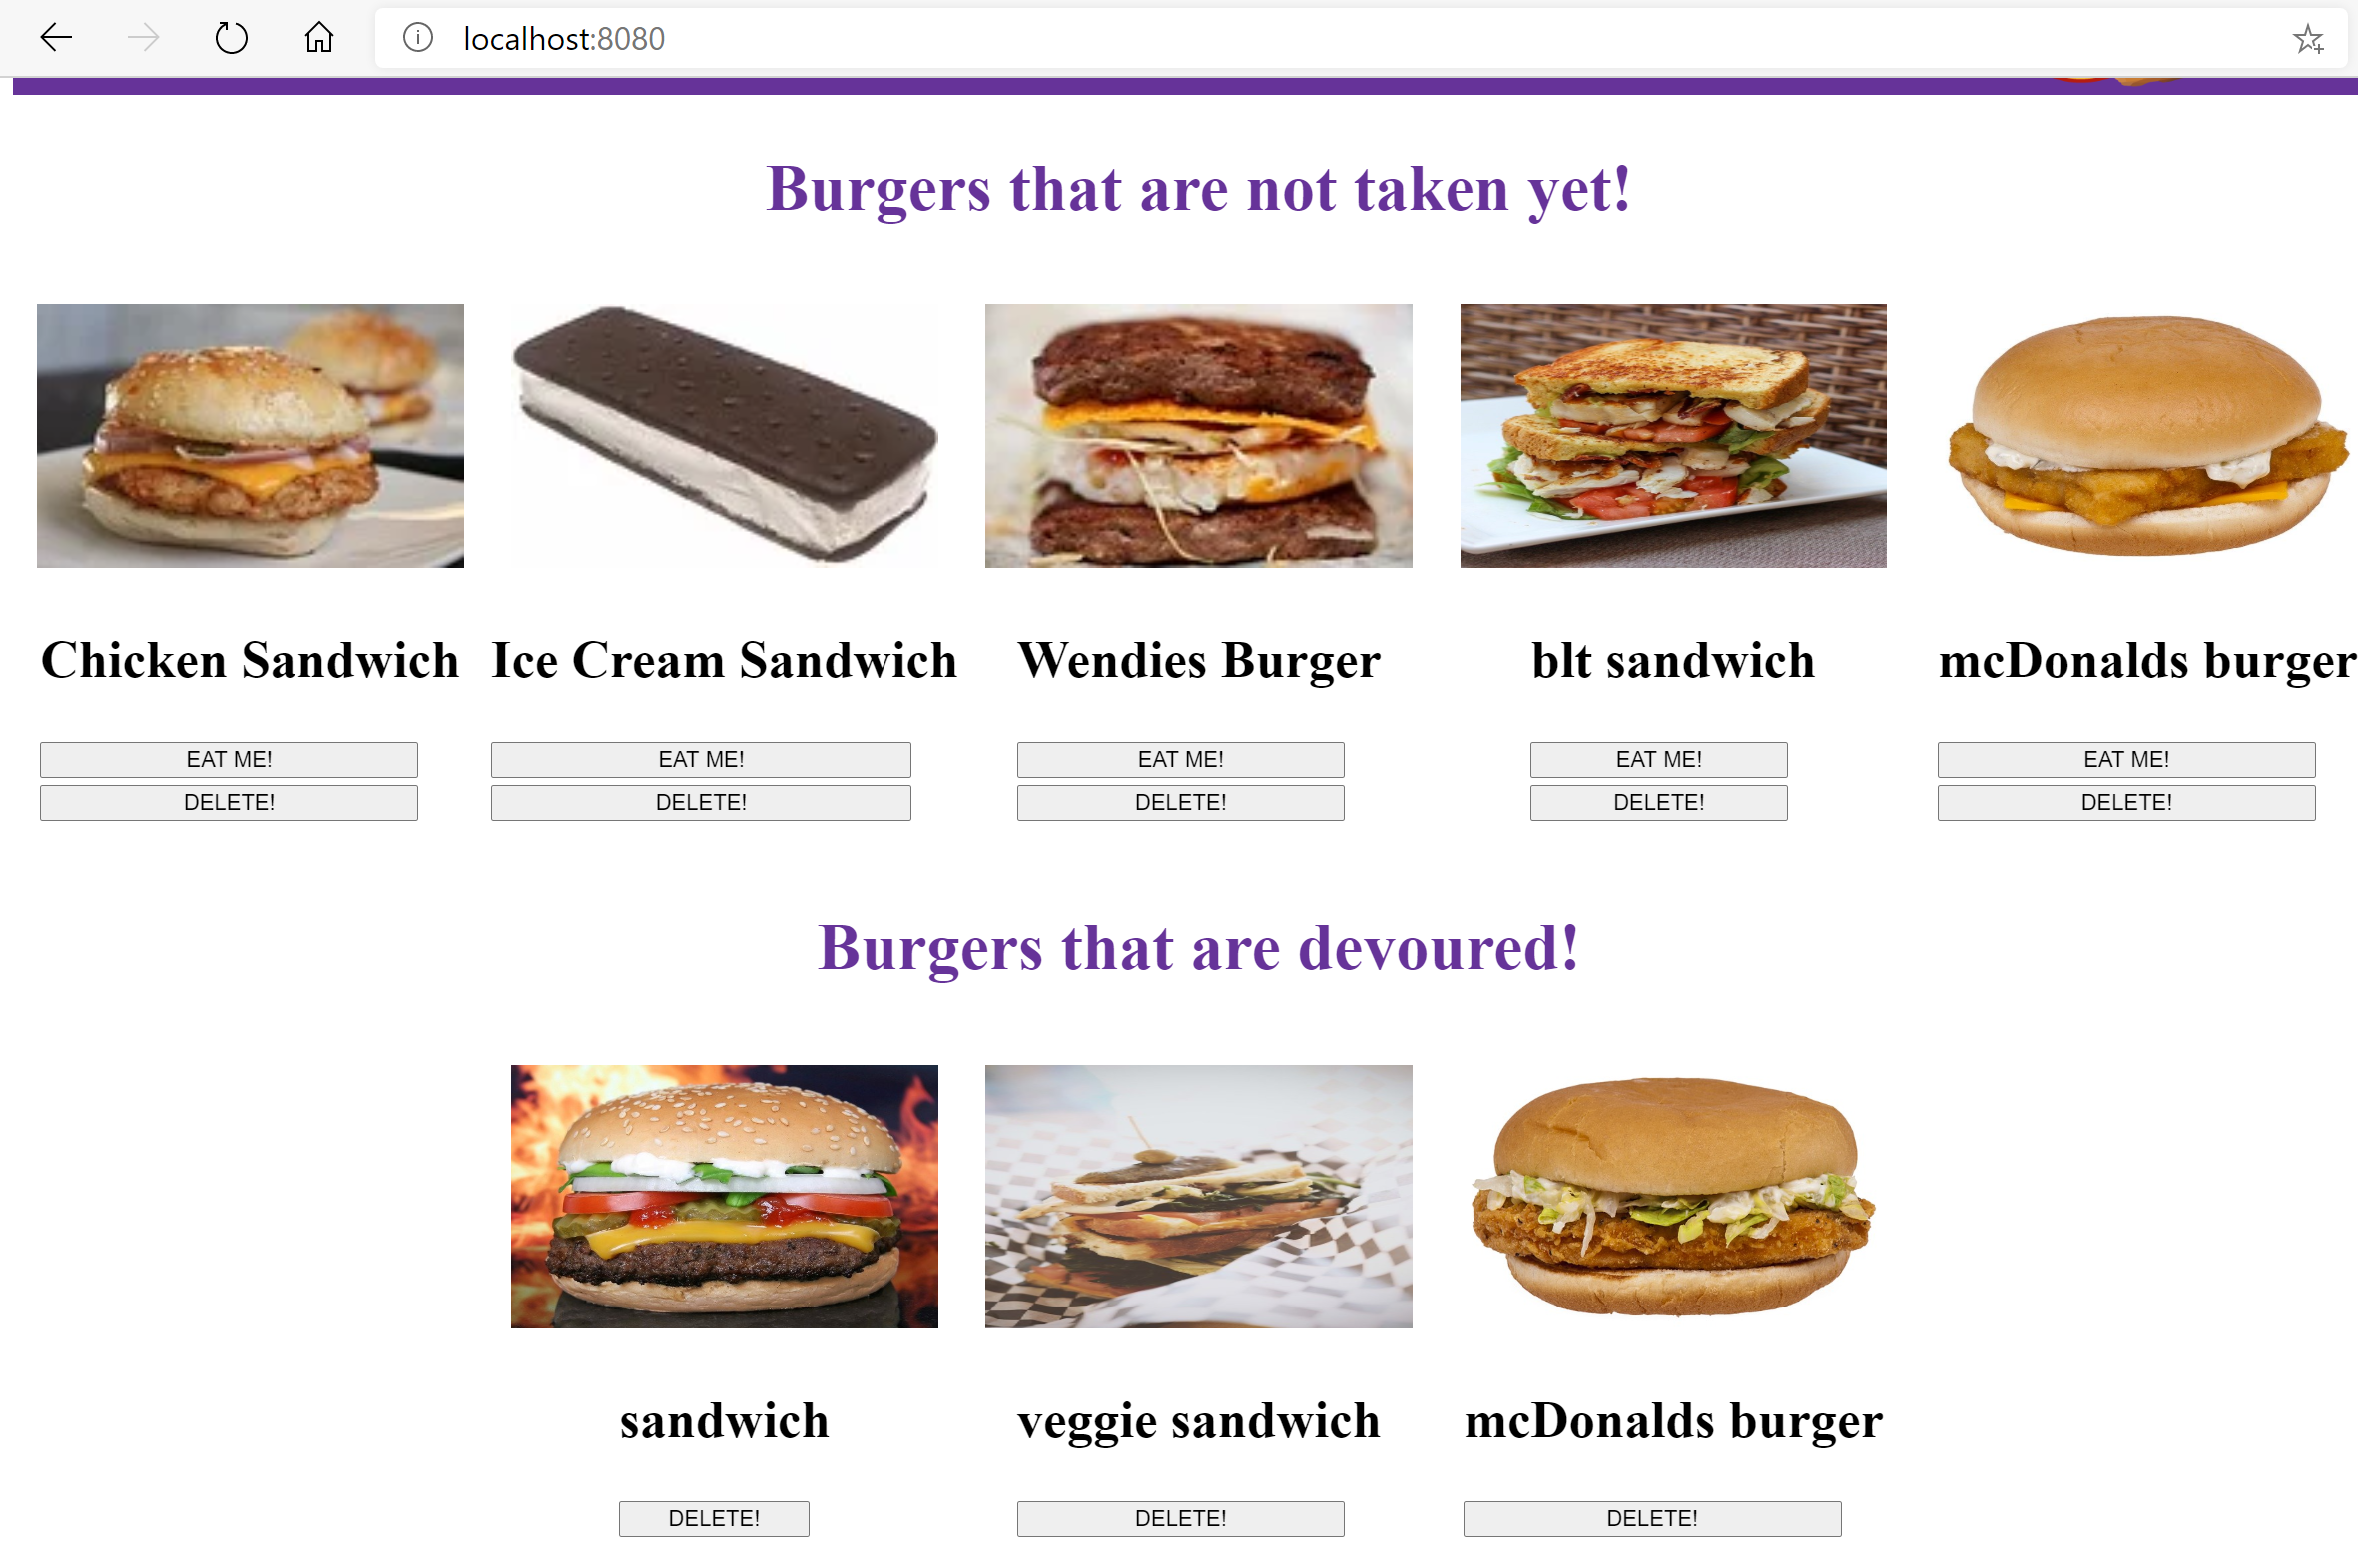 localhost:8080
Burgers that are not taken yet!
Chicken Sandwich Ice Cream Sandwich Wendies Burger blt sandwich mcDonalds burger
EAT ME! EAT ME! EAT ME! EAT ME! EAT ME!
DELETE! DELETE! DELETE! DELETE! DELETE!
Burgers that are devoured!
sandwich veggie sandwich mcDonalds burger
DELETE! DELETE! DELETE!